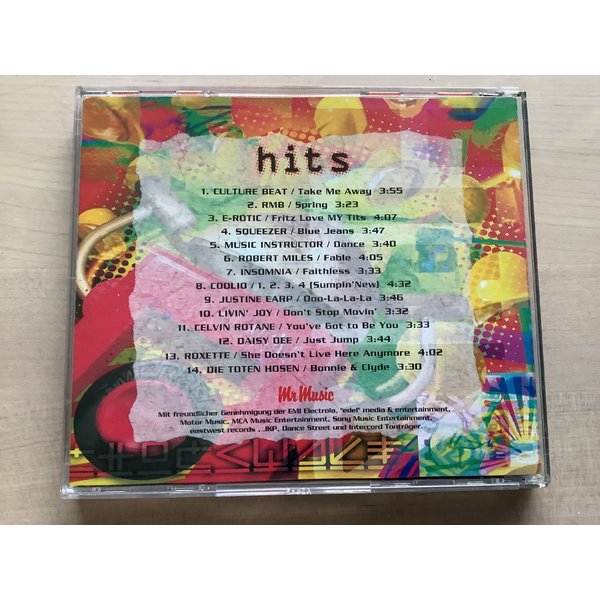 hits
1. CULTURE BEAT / Take Me Away 3:55
2. RMB / Spring 3:23
3. E-ROTIC / Fritz Love MY Tits 4:07
4. SQUEEZER / Blue Jeans 3:47
5. MUSIC INSTRUCTOR / Dance 3:40
6. ROBERT MILES / Fable 4:05
7. INSOMNIA / Faithless 3:33
8. COOLIO / 1, 2, 3, 4 (Sumpin'New) 4:32
9. JUSTINE EARP / Ooo-La-La-La 3:46
10. LIVIN' JOY / Don't Stop Movin' 3:32
11. CELVIN ROTANE / You've Got to Be You 3:33
12. DAISY DEE / Just Jump 3:44
13. ROXETTE / She Doesn't Live Here Anymore 4:02
14. DIE TOTEN HOSEN / Bonnie & Clyde 3:30
Mr Music
Mit freundlicher Genehmigung der EMI Electrola, "edel" media & entertainment,
Motor Music, MCA Music Entertainment, Sony Music Entertainment,
eastwest records , JKP, Dance Street und Intercord Tonträger.